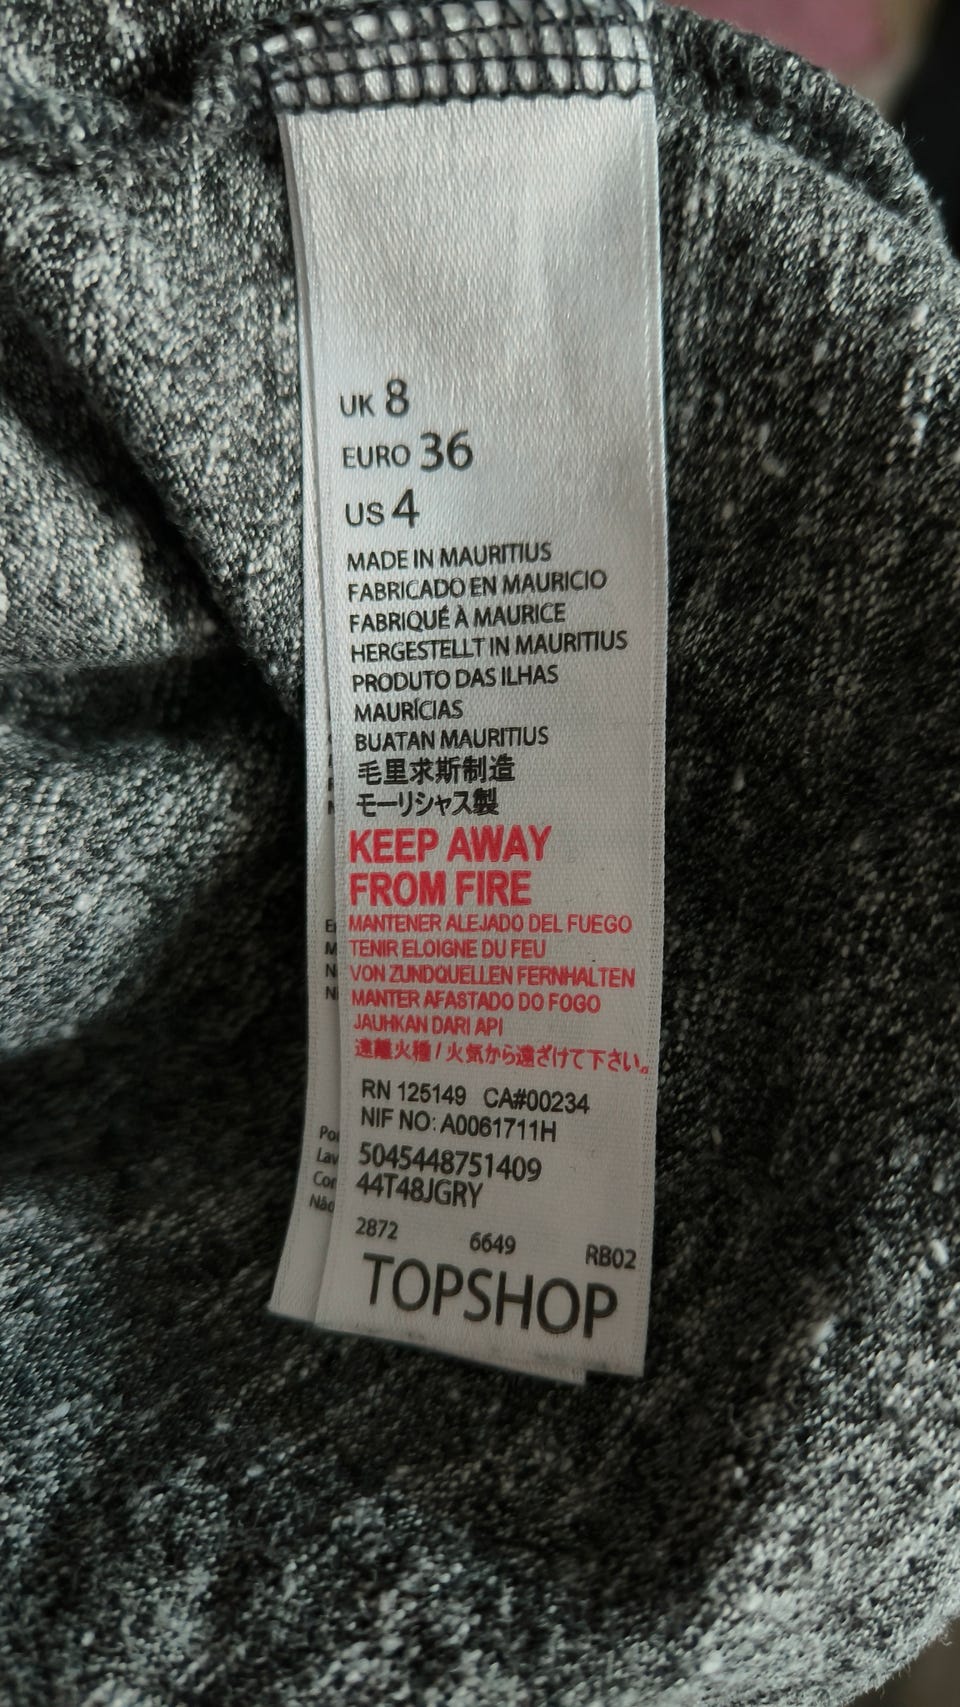 UK 8
EURO 36
US 4
MADE IN MAURITIUS
FABRICADO EN MAURICIO
FABRIQUÉ À MAURICE
HERGESTELLT IN MAURITIUS
PRODUTO DAS ILHAS
MAURÍCIAS
BUATAN MAURITIUS
毛里求斯制造
モーリシャス製
KEEP AWAY
FROM FIRE
MANTENER ALEJADO DEL FUEGO
TENIR ELOIGNE DU FEU
VON ZUNDQUELLEN FERNHALTEN
MANTER AFASTADO DO FOGO
JAUHKAN DARI API
遠離火種 / 火気から遠ざけて下さい。
RN 125149 CA#00234
NIF NO: A0061711H
5045448751409
44T48JGRY
2872 6649 RB02
TOPSHOP